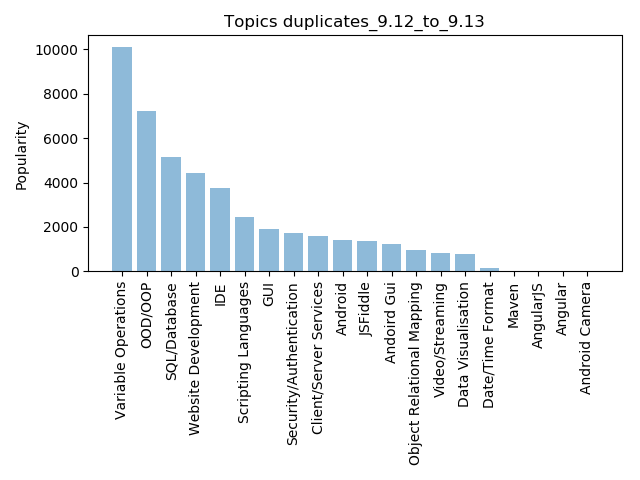 Topics duplicates_9.12_to_9.13
Popularity
10000
8000
6000
4000
2000
0
Variable Operations
OOD/OOP
SQL/Database
Website Development
IDE
Scripting Languages
GUI
Security/Authentication
Client/Server Services
Android
JSFiddle
Andoird Gui
Object Relational Mapping
Video/Streaming
Data Visualisation
Date/Time Format
Maven
AngularJS
Angular
Android Camera